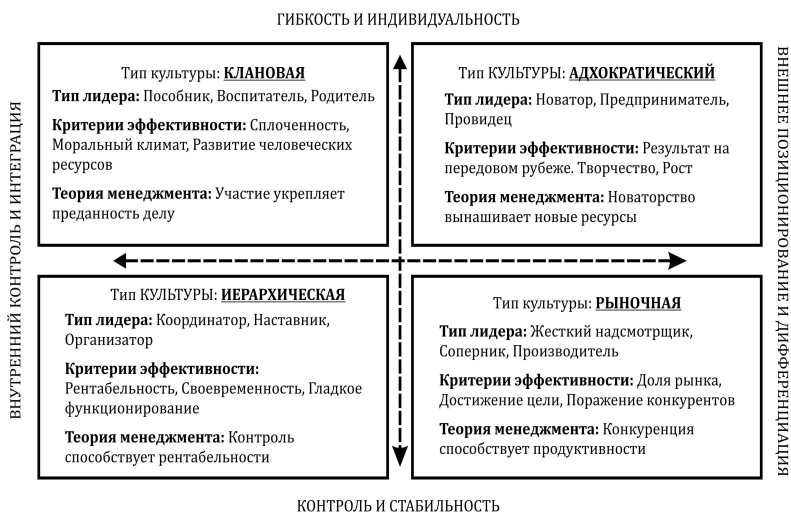 ГИБКОСТЬ И ИНДИВИДУАЛЬНОСТЬ
ВНУТРЕННИЙ КОНТРОЛЬ И ИНТЕГРАЦИЯ
Тип культуры: КЛАНОВАЯ
Тип лидера: Пособник, Воспитатель, Родитель
Критерии эффективности: Сплоченность,
Моральный климат, Развитие человеческих
ресурсов
Теория менеджмента: Участие укрепляет
преданность делу
Тип КУЛЬТУРЫ: АДХОКРАТИЧЕСКИЙ
Тип лидера: Новатор, Предприниматель,
Провидец
Критерии эффективности: Результат на
передовом рубеже. Творчество, Рост
Теория менеджмента: Новаторство
вынашивает новые ресурсы
ВНЕШНЕЕ ПОЗИЦИОНИРОВАНИЕ И ДИФФЕРЕНЦИАЦИЯ
Тип КУЛЬТУРЫ: ИЕРАРХИЧЕСКАЯ
Тип лидера: Координатор, Наставник,
Организатор
Критерии эффективности:
Рентабельность, Своевременность, Гладкое
функционирование
Теория менеджмента: Контроль
способствует рентабельности
Тип культуры: РЫНОЧНАЯ
Тип лидера: Жесткий надсмотрщик,
Соперник, Производитель
Критерии эффективности: Доля рынка,
Достижение цели, Поражение конкурентов
Теория менеджмента: Конкуренция
способствует продуктивности
КОНТРОЛЬ И СТАБИЛЬНОСТЬ